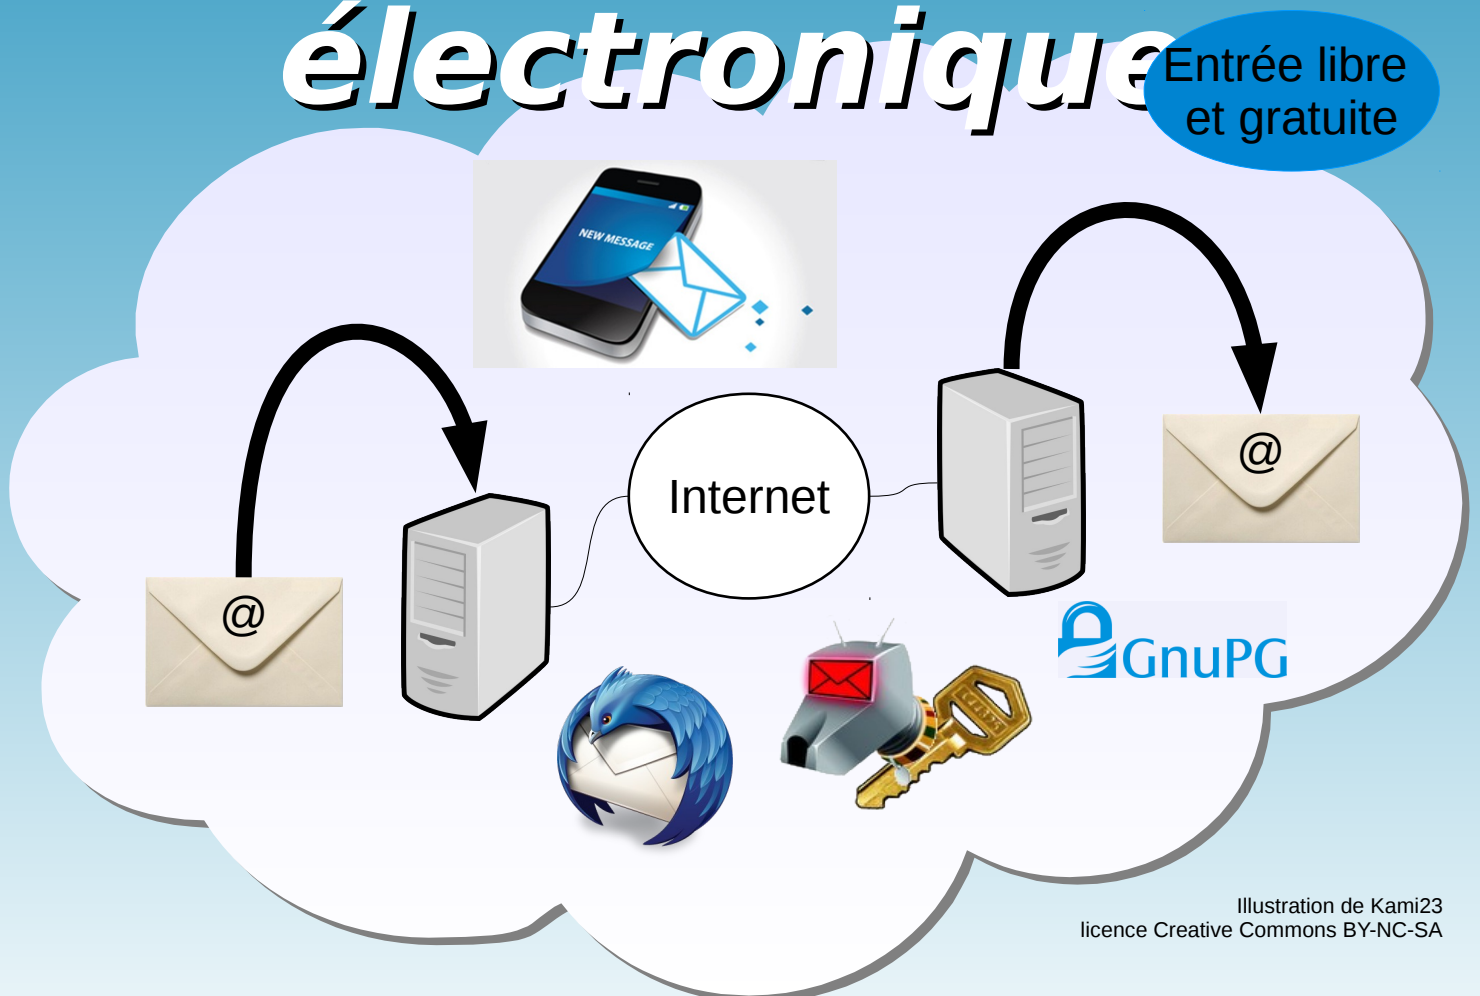 électronique
Entrée libre
et gratuite
NEW MESSAGE
@
Internet
@
GnuPG
Illustration de Kami23
licence Creative Commons BY-NC-SA